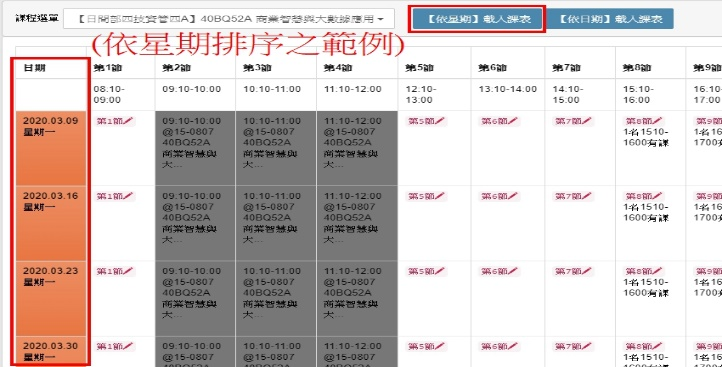 課程選單 【日間部四技資管四A】40BQ52A 商業智慧與大數據應用 【依星期】載入課表 【依日期】載入課表
(依星期排序之範例)
日期 第1節 第2節 第3節 第4節 第5節 第6節 第7節 第8節 第9節
08:10-09:00 09.10-10:00 10.10-11:00 11:10-12:00 12:10-13:00 13.10-14.00 14.10-15:00 15:10-16:00 16:10-17:00
2020.03.09 第1節 09.10-10:00 10.10-11.00 11.10-12.00 第5節 第6節 第7節 第8節 第9節
星期一 @15-0807 @15-0807 @15-0807 1名1510-
40BQ52A 40BQ52A 40BQ52A 1600有課 1700
商業智慧與 商業智慧與 商業智慧與
大... 大... 大...
2020.03.16 第1節 09.10-10:00 10.10-11.00 11.10-12.00 第5節 第6節 第7節 第8節 第9節
星期一 @15-0807 @15-0807 @15-0807 1名1510-
40BQ52A 40BQ52A 40BQ52A 1600有課 1700
商業智慧與 商業智慧與 商業智慧與
大... 大... 大...
2020.03.23 第1節 09.10-10:00 10.10-11.00 11.10-12.00 第5節 第6節 第7節 第8節 第9節
星期一 @15-0807 @15-0807 @15-0807 1名1510-
40BQ52A 40BQ52A 40BQ52A 1600有課 1700
商業智慧與 商業智慧與 商業智慧與
大... 大... 大...
2020.03.30 第1節 09.10-10:00 10.10-11.00 11.10-12.00 第5節 第6節 第7節 第8節 第9節
星期一 @15-0807 @15-0807 @15-0807 1名1510-